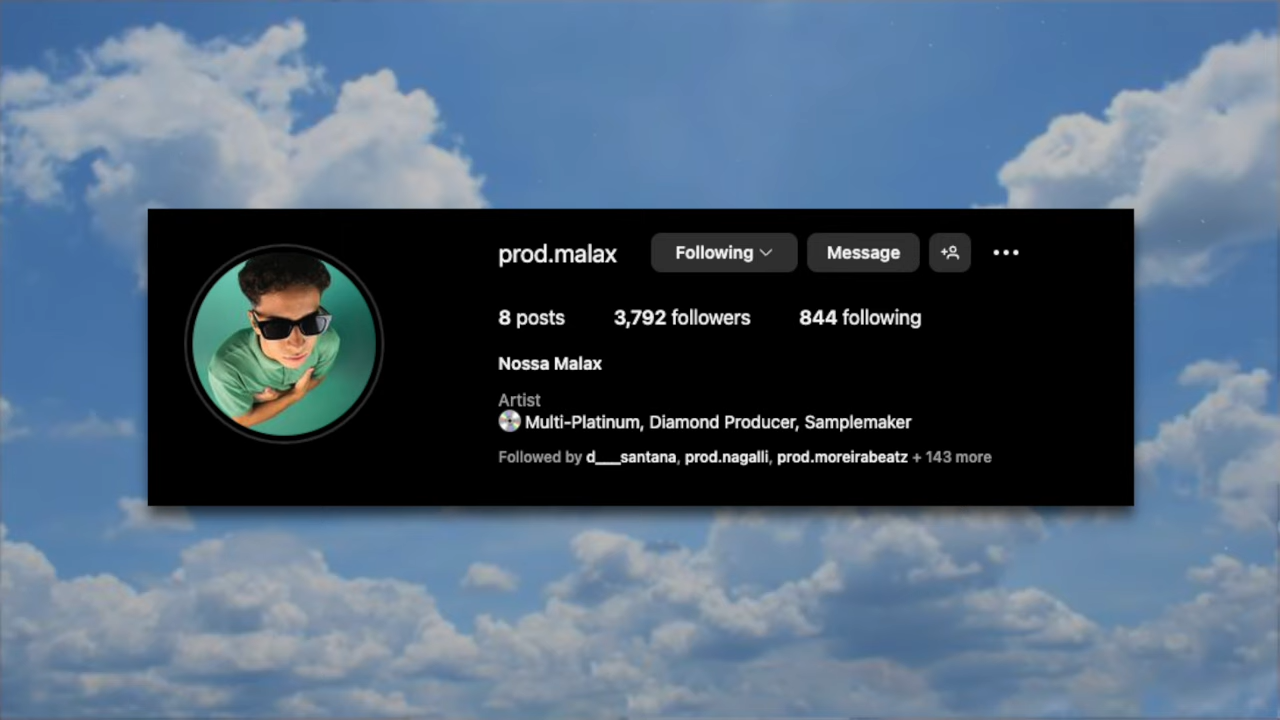 prod.malax Following Message
8 posts 3,792 followers 844 following
Nossa Malax
Artist
💿 Multi-Platinum, Diamond Producer, Samplemaker
Followed by d___santana, prod.nagalli, prod.moreirabeatz + 143 more